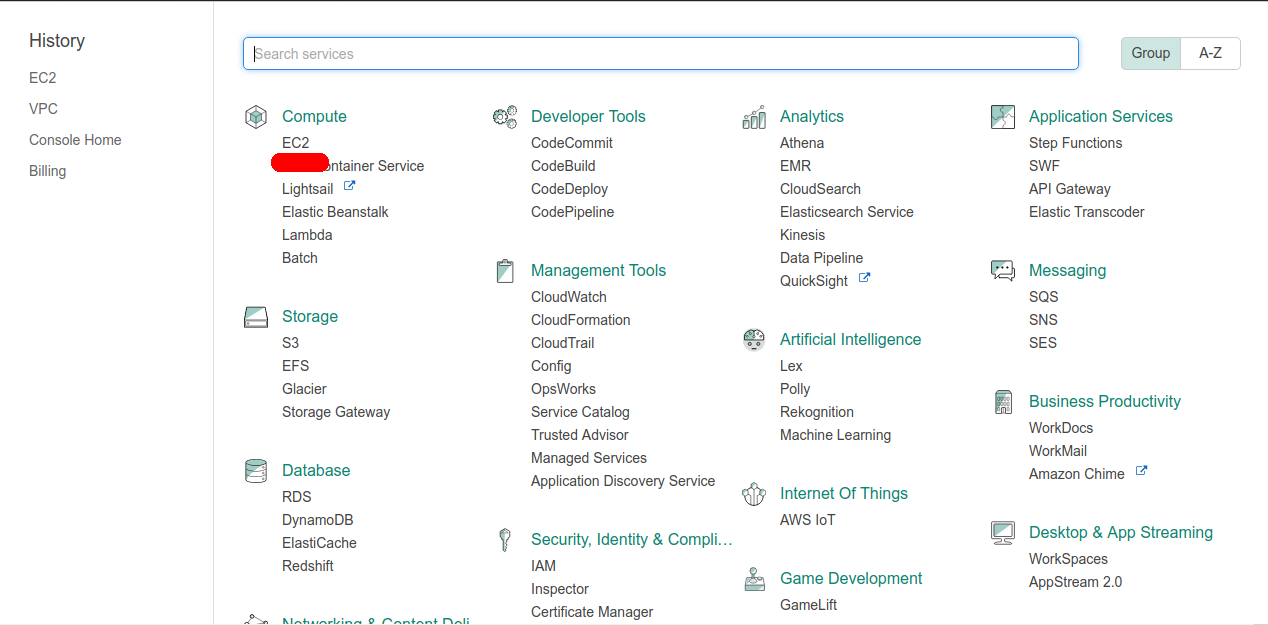 History
EC2
VPC
Console Home
Billing
Search services
Group
A-Z
Compute
EC2
ntainer Service
Lightsail
Elastic Beanstalk
Lambda
Batch
Storage
S3
EFS
Glacier
Storage Gateway
Database
RDS
DynamoDB
ElastiCache
Redshift
Networking & Content Deli
Developer Tools
CodeCommit
CodeBuild
CodeDeploy
CodePipeline
Management Tools
CloudWatch
CloudFormation
CloudTrail
Config
OpsWorks
Service Catalog
Trusted Advisor
Managed Services
Application Discovery Service
Security, Identity & Compli…
IAM
Inspector
Certificate Manager
Analytics
Athena
EMR
CloudSearch
Elasticsearch Service
Kinesis
Data Pipeline
QuickSight
Artificial Intelligence
Lex
Polly
Rekognition
Machine Learning
Internet Of Things
AWS IoT
Game Development
GameLift
Application Services
Step Functions
SWF
API Gateway
Elastic Transcoder
Messaging
SQS
SNS
SES
Business Productivity
WorkDocs
WorkMail
Amazon Chime
Desktop & App Streaming
WorkSpaces
AppStream 2.0